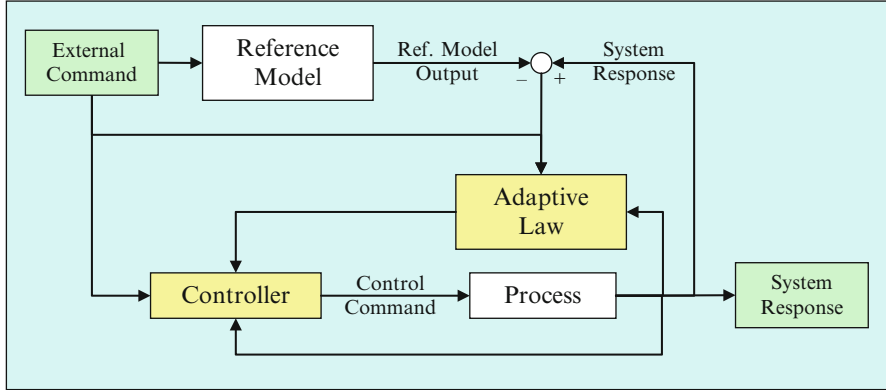 External
Command
Reference
Model
Ref. Model
Output
System
Response
– +
Adaptive
Law
Controller
Control
Command
Process
System
Response